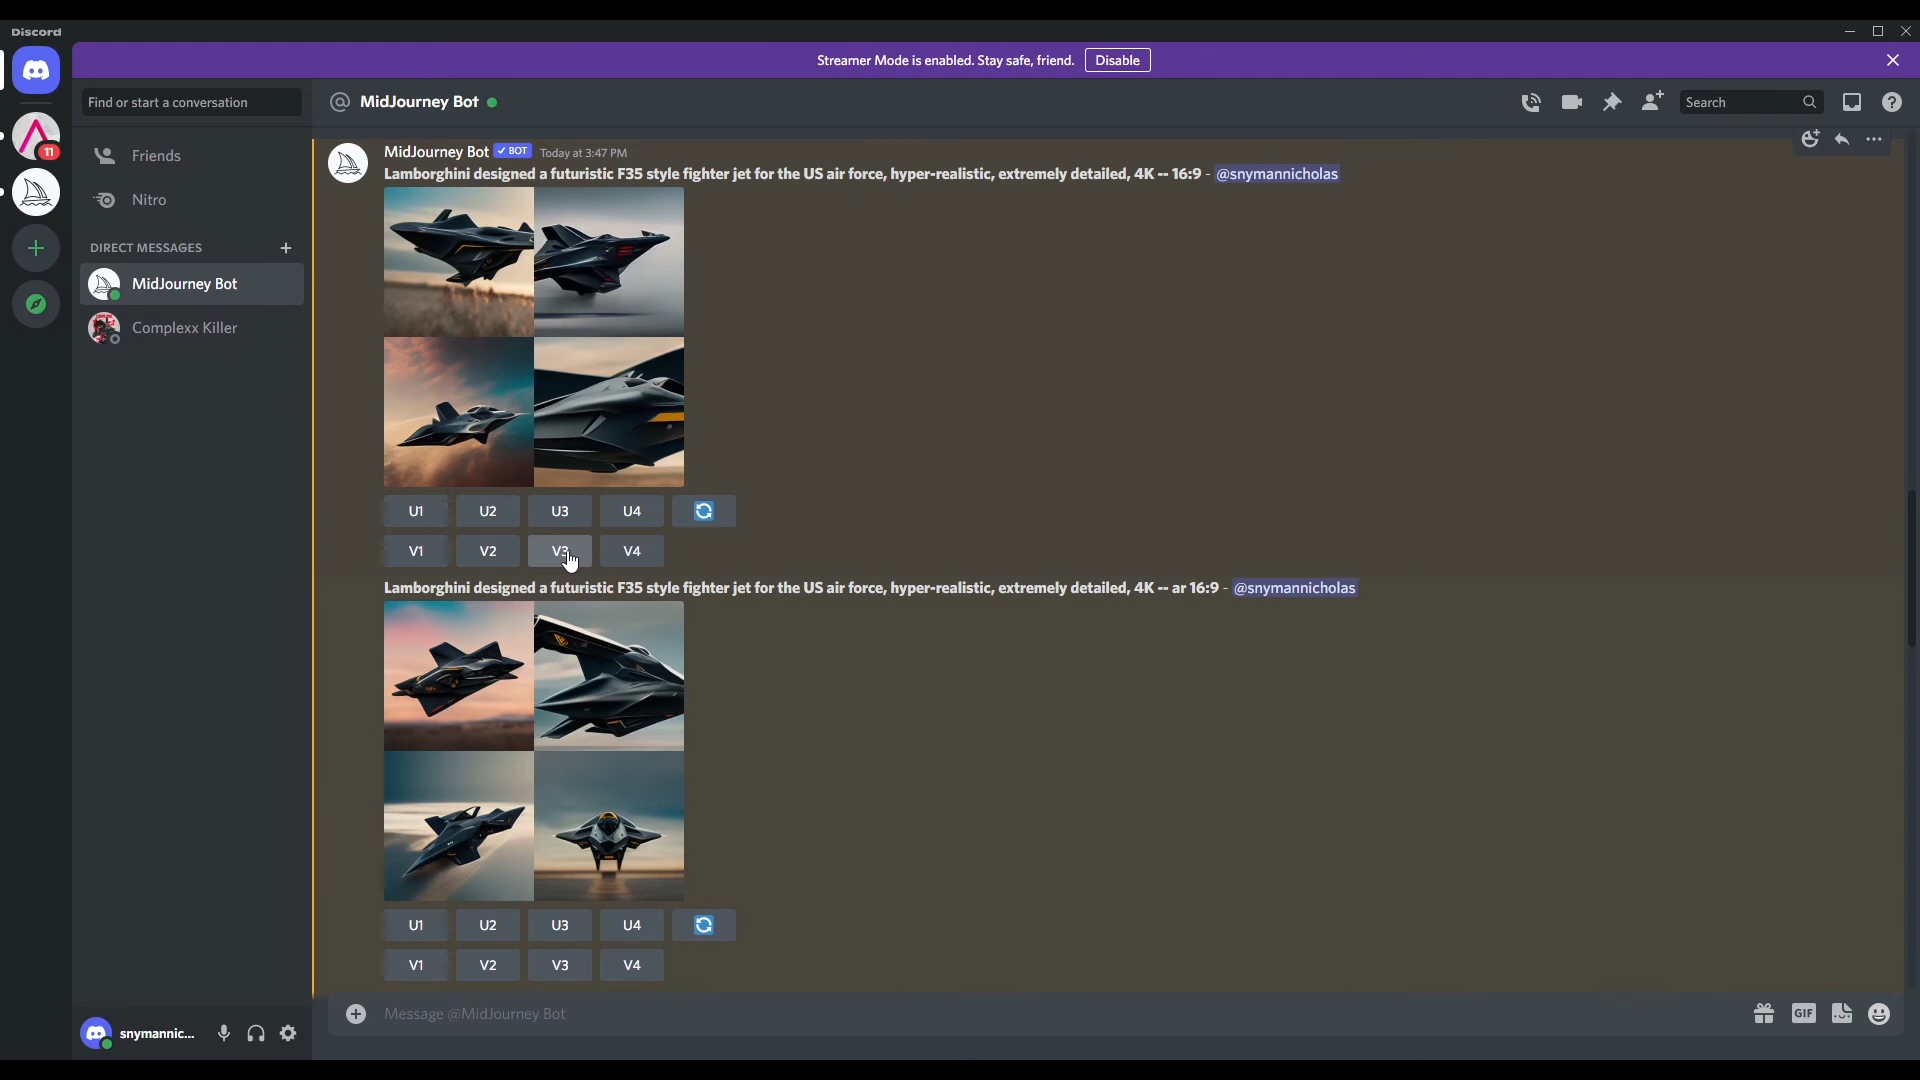 Discord
Streamer Mode is enabled. Stay safe, friend. Disable
Find or start a conversation
MidJourney Bot
Search
11
Friends
Nitro
DIRECT MESSAGES
MidJourney Bot
Complexx Killer
MidJourney Bot BOT Today at 3:47 PM
Lamborghini designed a futuristic F35 style fighter jet for the US air force, hyper-realistic, extremely detailed, 4K -- 16:9 - @snymannicholas
U1 U2 U3 U4
V1 V2 V3 V4
Lamborghini designed a futuristic F35 style fighter jet for the US air force, hyper-realistic, extremely detailed, 4K -- ar 16:9 - @snymannicholas
U1 U2 U3 U4
V1 V2 V3 V4
Message @MidJourney Bot
GIF
snymannic...